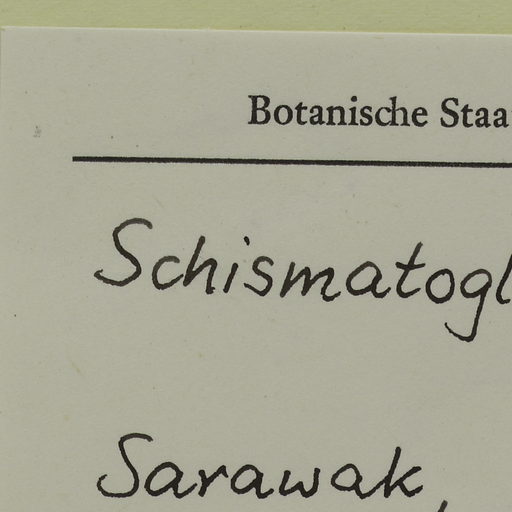 Botanische Staa
Schismatogl
Sarawak,